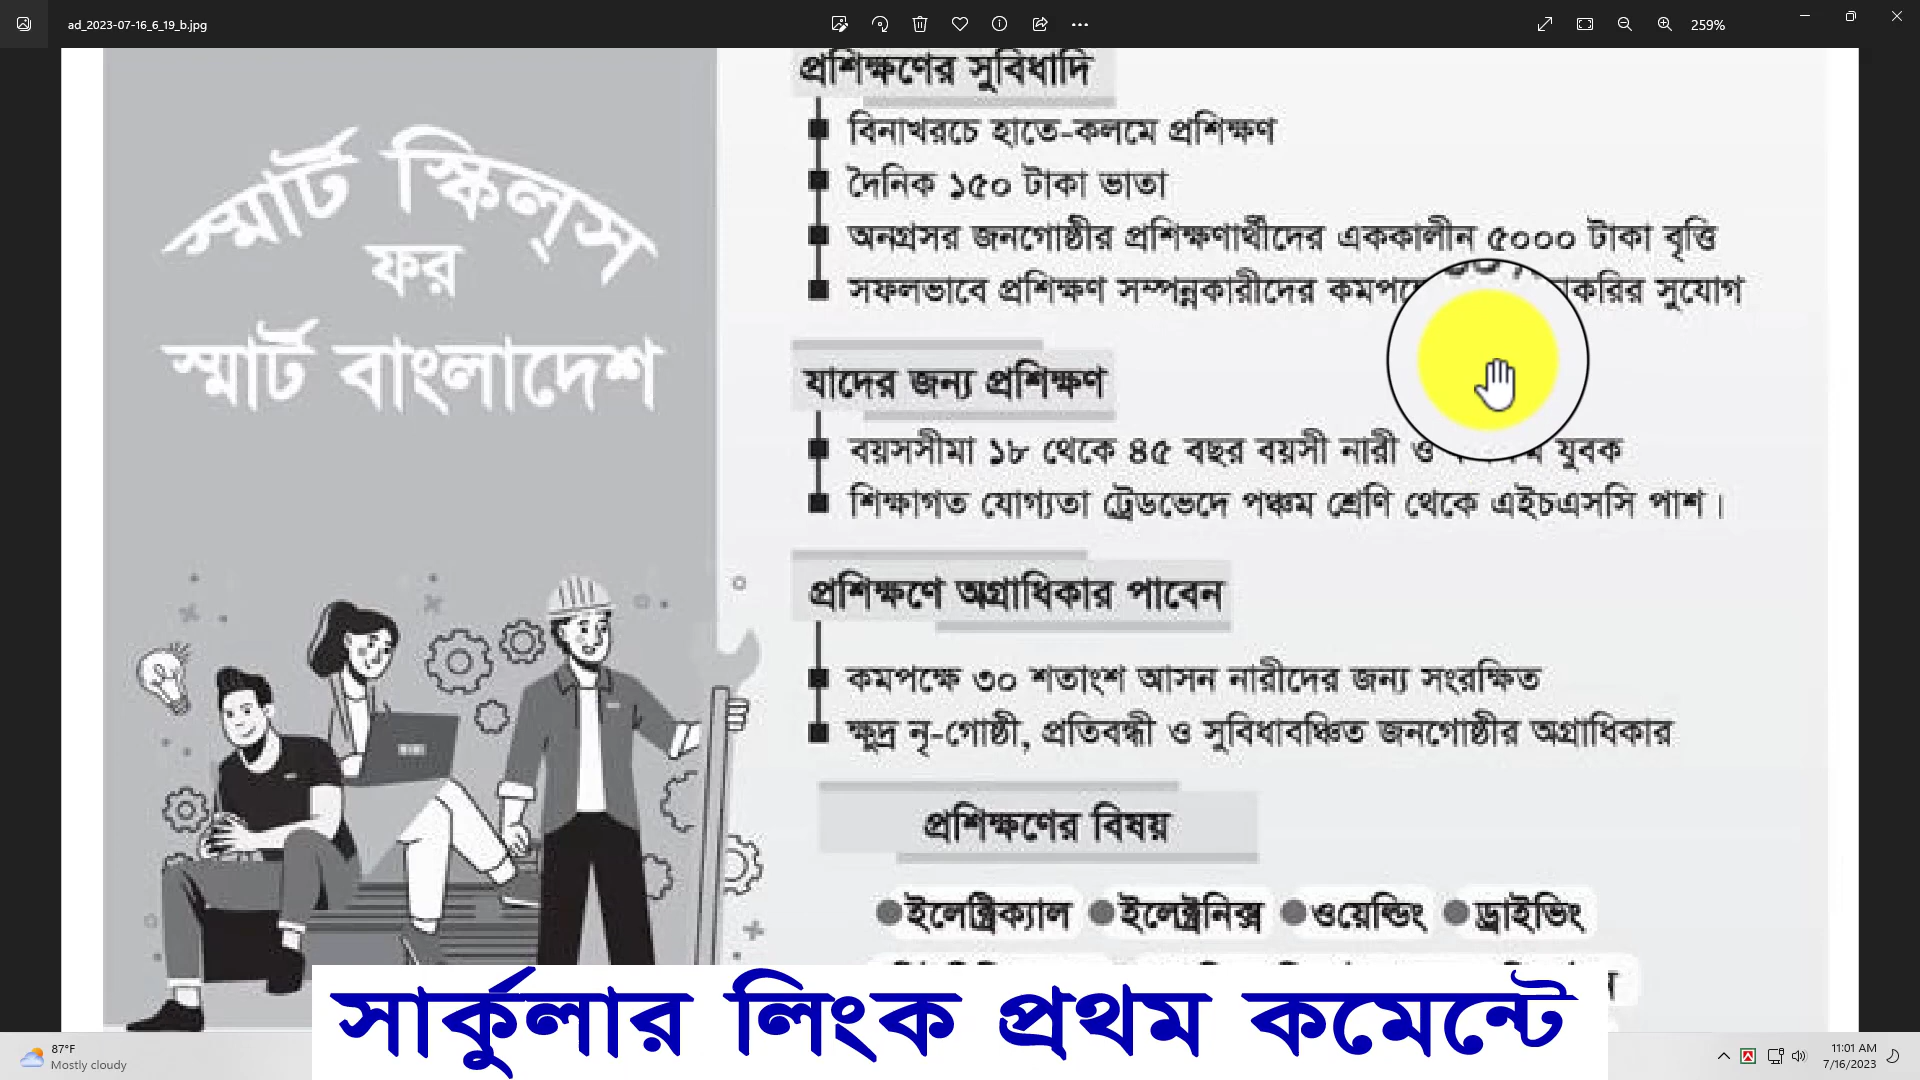 ad_2023-07-16_6_19_b.jpg
259%
স্মার্ট স্কিল্‌স
ফর
স্মার্ট বাংলাদেশ
প্রশিক্ষণের সুবিধাদি
বিনাখরচে হাতে-কলমে প্রশিক্ষণ
দৈনিক ১৫০ টাকা ভাতা
অনগ্রসর জনগোষ্ঠীর প্রশিক্ষণার্থীদের এককালীন ৫০০০ টাকা বৃত্তি
সফলভাবে প্রশিক্ষণ সম্পন্নকারীদের সুযোগ
যাদের জন্য প্রশিক্ষণ
বয়সসীমা ১৮ থেকে ৪৫ বছর বয়সী নারী ও যুবক
শিক্ষাগত যোগ্যতা ট্রেডভেদে পঞ্চম শ্রেণি থেকে এইচএসসি পাশ।
প্রশিক্ষণে অগ্রাধিকার পাবেন
কমপক্ষে ৩০ শতাংশ আসন নারীদের জন্য সংরক্ষিত
ক্ষুদ্র নৃ-গোষ্ঠী, প্রতিবন্ধী ও সুবিধাবঞ্চিত জনগোষ্ঠীর অগ্রাধিকার
প্রশিক্ষণের বিষয়
ইলেক্ট্রিক্যাল ইলেক্ট্রনিক্স ওয়েল্ডিং ড্রাইভিং
সার্কুলার লিংক প্রথম কমেন্টে
87°F
Mostly cloudy
11:01 AM
7/16/2023